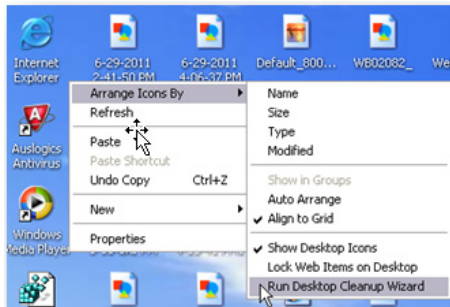 Internet
Explorer
6-29-2011
2-41-50 PM
6-29-2011
4-06-37 PM
Default_800...
WB02082_
We
Auslogics
Antivirus
Windows
Media Player
Arrange Icons By
Refresh
Paste
Paste Shortcut
Undo Copy Ctrl+Z
New
Properties
Name
Size
Type
Modified
Show in Groups
Auto Arrange
Align to Grid
Show Desktop Icons
Lock Web Items on Desktop
Run Desktop Cleanup Wizard